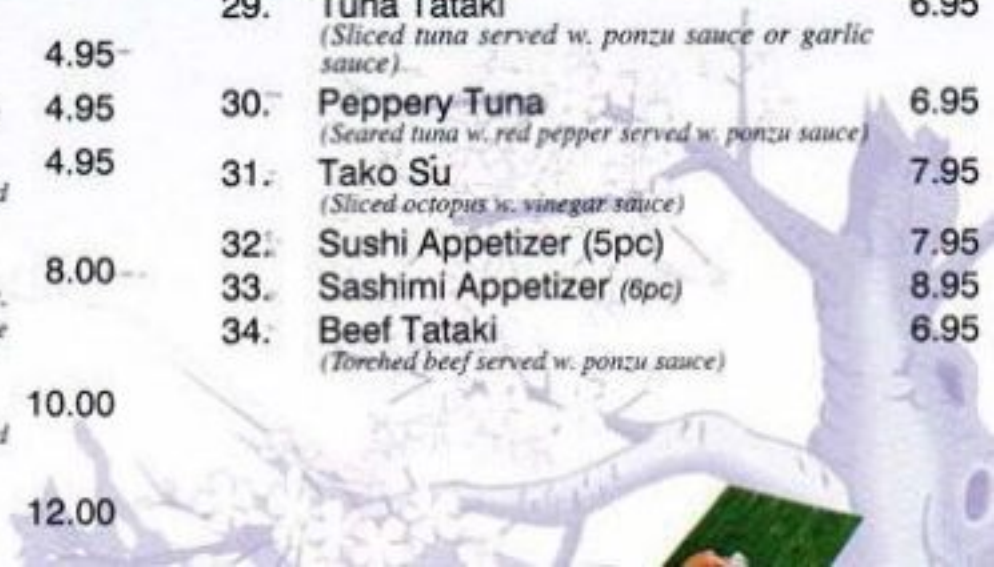 4.95
4.95
4.95
d
8.00
e
10.00
d
12.00
29. Tuna Tataki 6.95
(Sliced tuna served w. ponzu sauce or garlic
sauce)
30. Peppery Tuna 6.95
(Seared tuna w. red pepper served w. ponzu sauce)
31. Tako Su 7.95
(Sliced octopus w. vinegar sauce)
32. Sushi Appetizer (5pc) 7.95
33. Sashimi Appetizer (6pc) 8.95
34. Beef Tataki 6.95
(Torched beef served w. ponzu sauce)